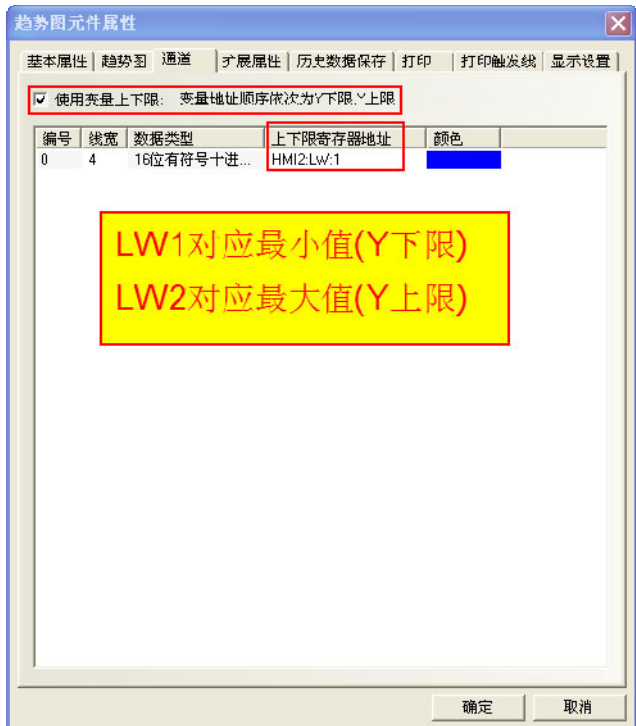 趋势图元件属性
基本属性 趋势图 通道 扩展属性 历史数据保存 打印 打印触发线 显示设置
使用变量上下限: 变量地址顺序依次为Y下限.Y上限
编号 线宽 数据类型 上下限寄存器地址 颜色
0 4 16位有符号十进... HMI2:LW:1
LW1对应最小值(Y下限)
LW2对应最大值(Y上限)
确定 取消